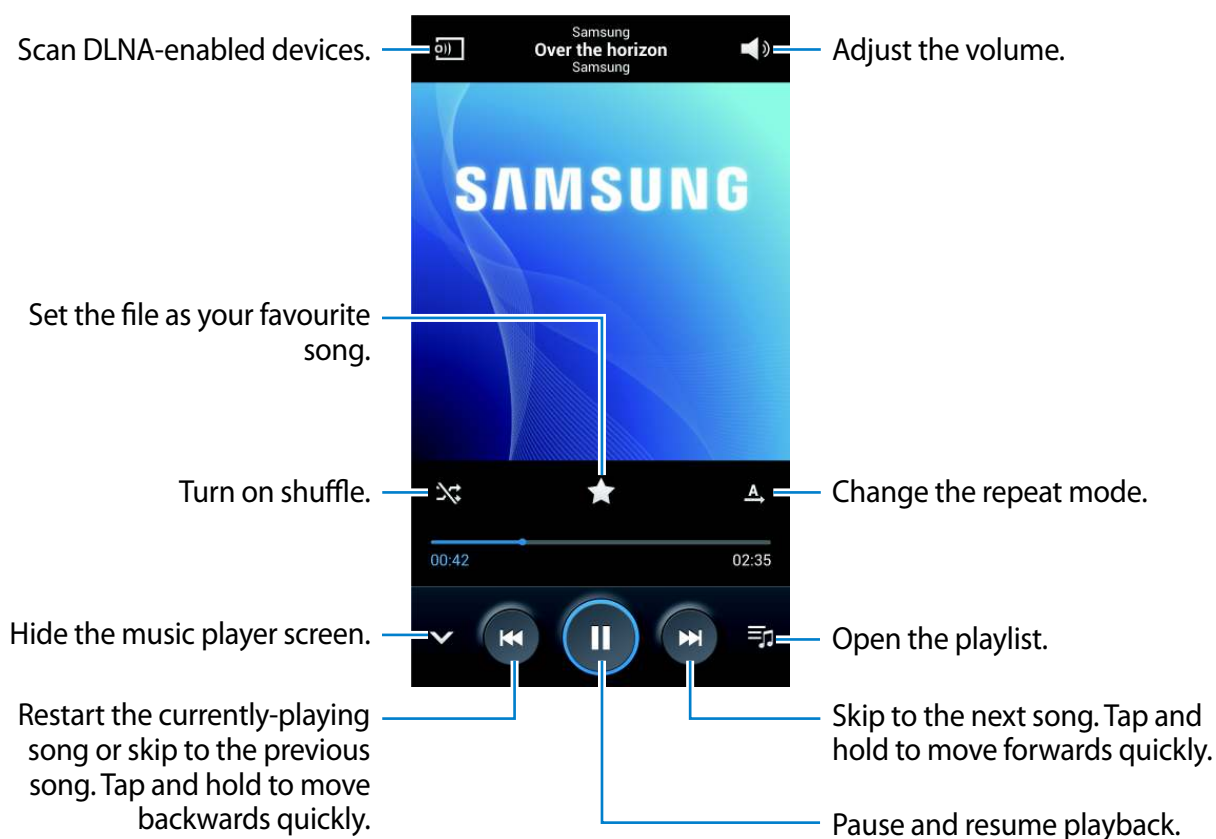 Samsung
Scan DLNA-enabled devices.
Over the horizon
Adjust the volume.
Samsung
SAMSUNG
Set the file as your favourite
song.
Turn on shuffle.
A
Change the repeat mode.
00:42
02:35
Hide the music player screen.
Open the playlist.
Restart the currently-playing
song or skip to the previous
song. Tap and hold to move
backwards quickly.
Skip to the next song. Tap and
hold to move forwards quickly.
Pause and resume playback.